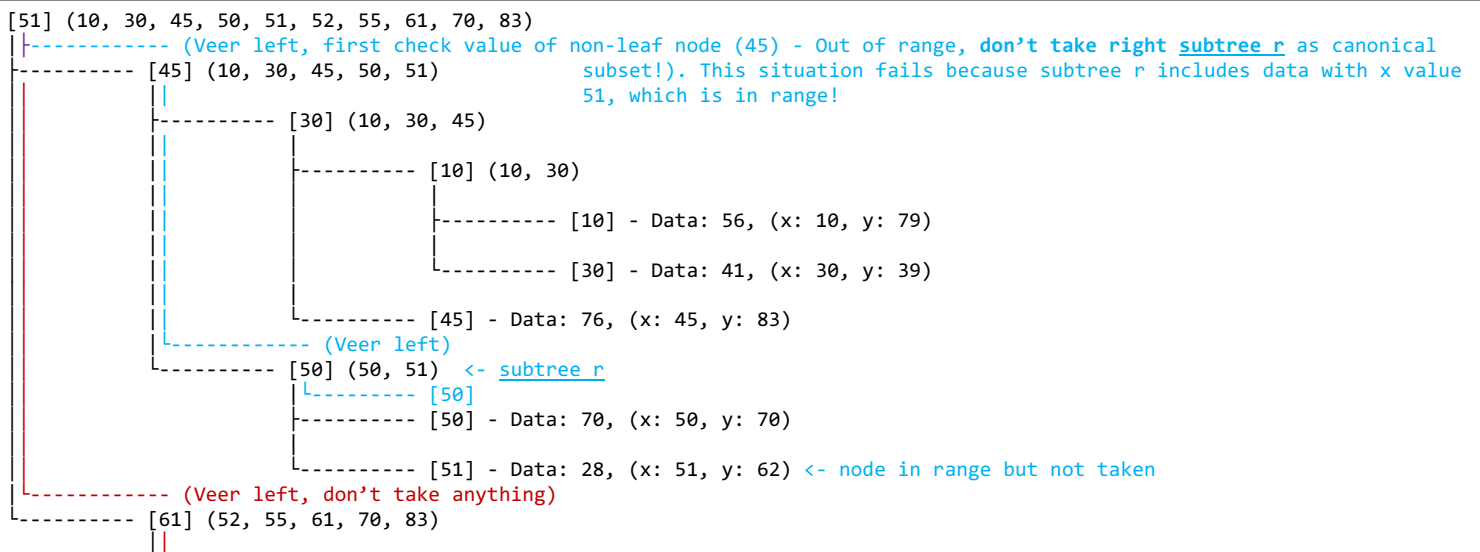 [51] (10, 30, 45, 50, 51, 52, 55, 61, 70, 83)
------------ (Veer left, first check value of non-leaf node (45) - Out of range, don’t take right subtree r as canonical
---------- [45] (10, 30, 45, 50, 51) subset!). This situation fails because subtree r includes data with x value
51, which is in range!
---------- [30] (10, 30, 45)
---------- [10] (10, 30)
---------- [10] - Data: 56, (x: 10, y: 79)
---------- [30] - Data: 41, (x: 30, y: 39)
---------- [45] - Data: 76, (x: 45, y: 83)
------------ (Veer left)
---------- [50] (50, 51) <- subtree r
--------- [50]
---------- [50] - Data: 70, (x: 50, y: 70)
---------- [51] - Data: 28, (x: 51, y: 62) <- node in range but not taken
------------ (Veer left, don’t take anything)
---------- [61] (52, 55, 61, 70, 83)